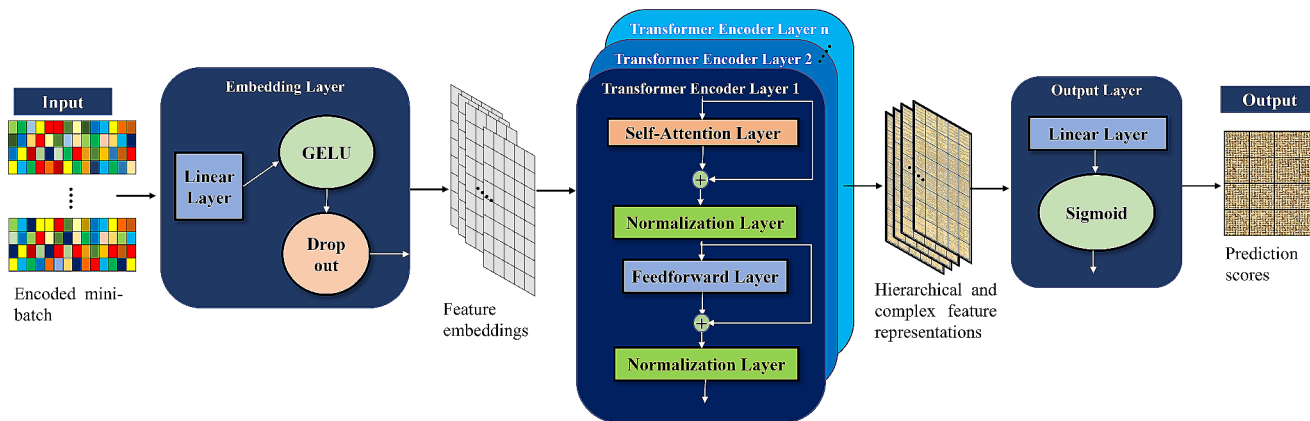 Input
Encoded mini-
batch
Embedding Layer
Linear
Layer
GELU
Drop
out
Feature
embeddings
Transformer Encoder Layer n
Transformer Encoder Layer 2
Transformer Encoder Layer 1
Self-Attention Layer
+
Normalization Layer
Feedforward Layer
+
Normalization Layer
Hierarchical and
complex feature
representations
Output Layer
Linear Layer
Sigmoid
Output
Prediction
scores